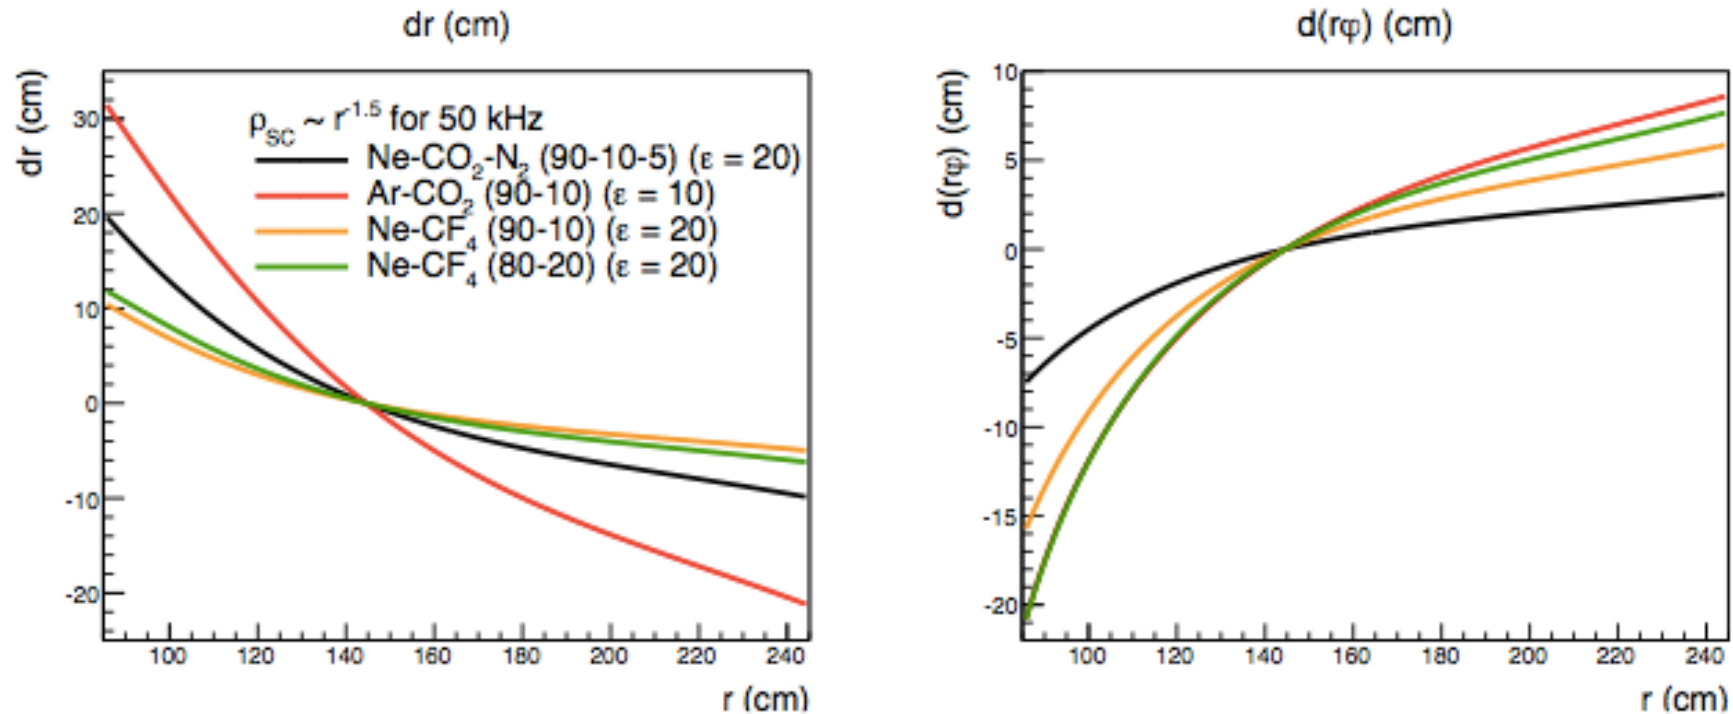 dr (cm)
dr (cm)
30
20
10
0
-10
-20
ρSC ~ r-1.5 for 50 kHz
Ne-CO2-N2 (90-10-5) (ε = 20)
Ar-CO2 (90-10) (ε = 10)
Ne-CF4 (90-10) (ε = 20)
Ne-CF4 (80-20) (ε = 20)
100 120 140 160 180 200 220 240
r (cm)
d(rφ) (cm)
d(rφ) (cm)
10
5
0
-5
-10
-15
-20
100 120 140 160 180 200 220 240
r (cm)